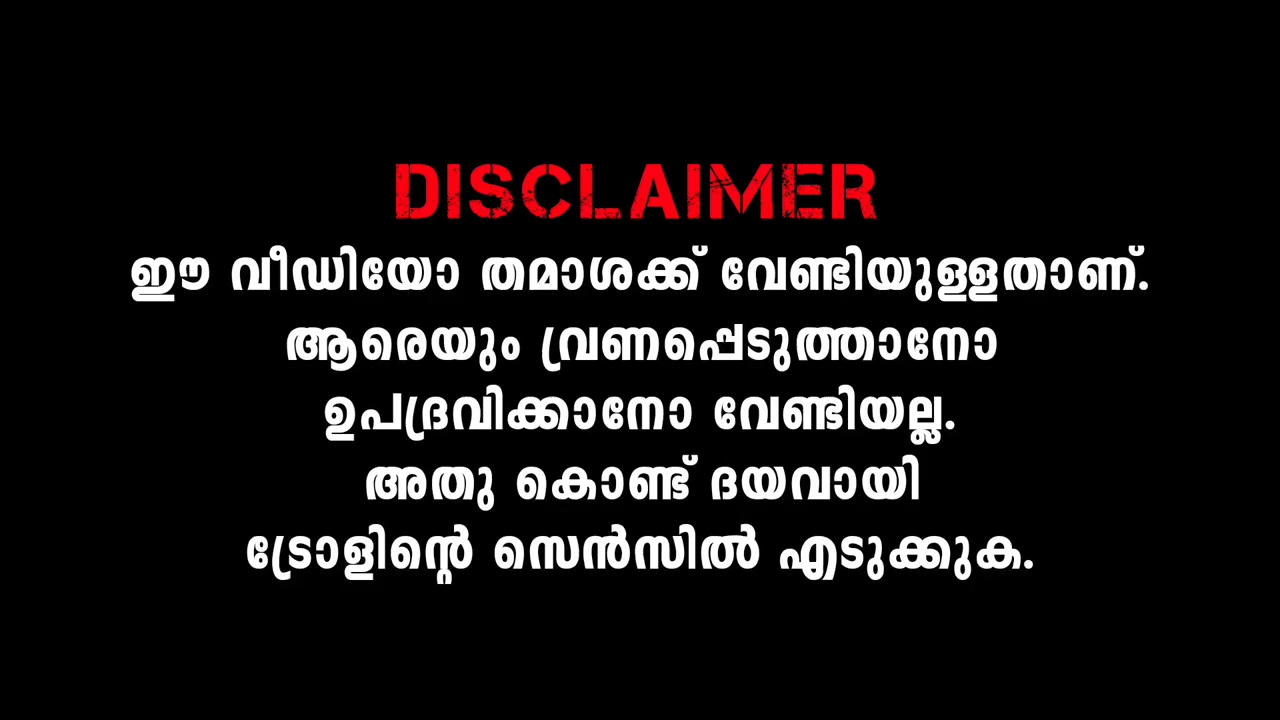 DISCLAIMER
ഈ വീഡിയോ തമാശക്ക് വേണ്ടിയുള്ളതാണ്.
ആരെയും വ്രണപ്പെടുത്താനോ
ഉപദ്രവിക്കാനോ വേണ്ടിയല്ല.
അതു കൊണ്ട് ദയവായി
ട്രോളിന്റെ സെൻസിൽ എടുക്കുക.